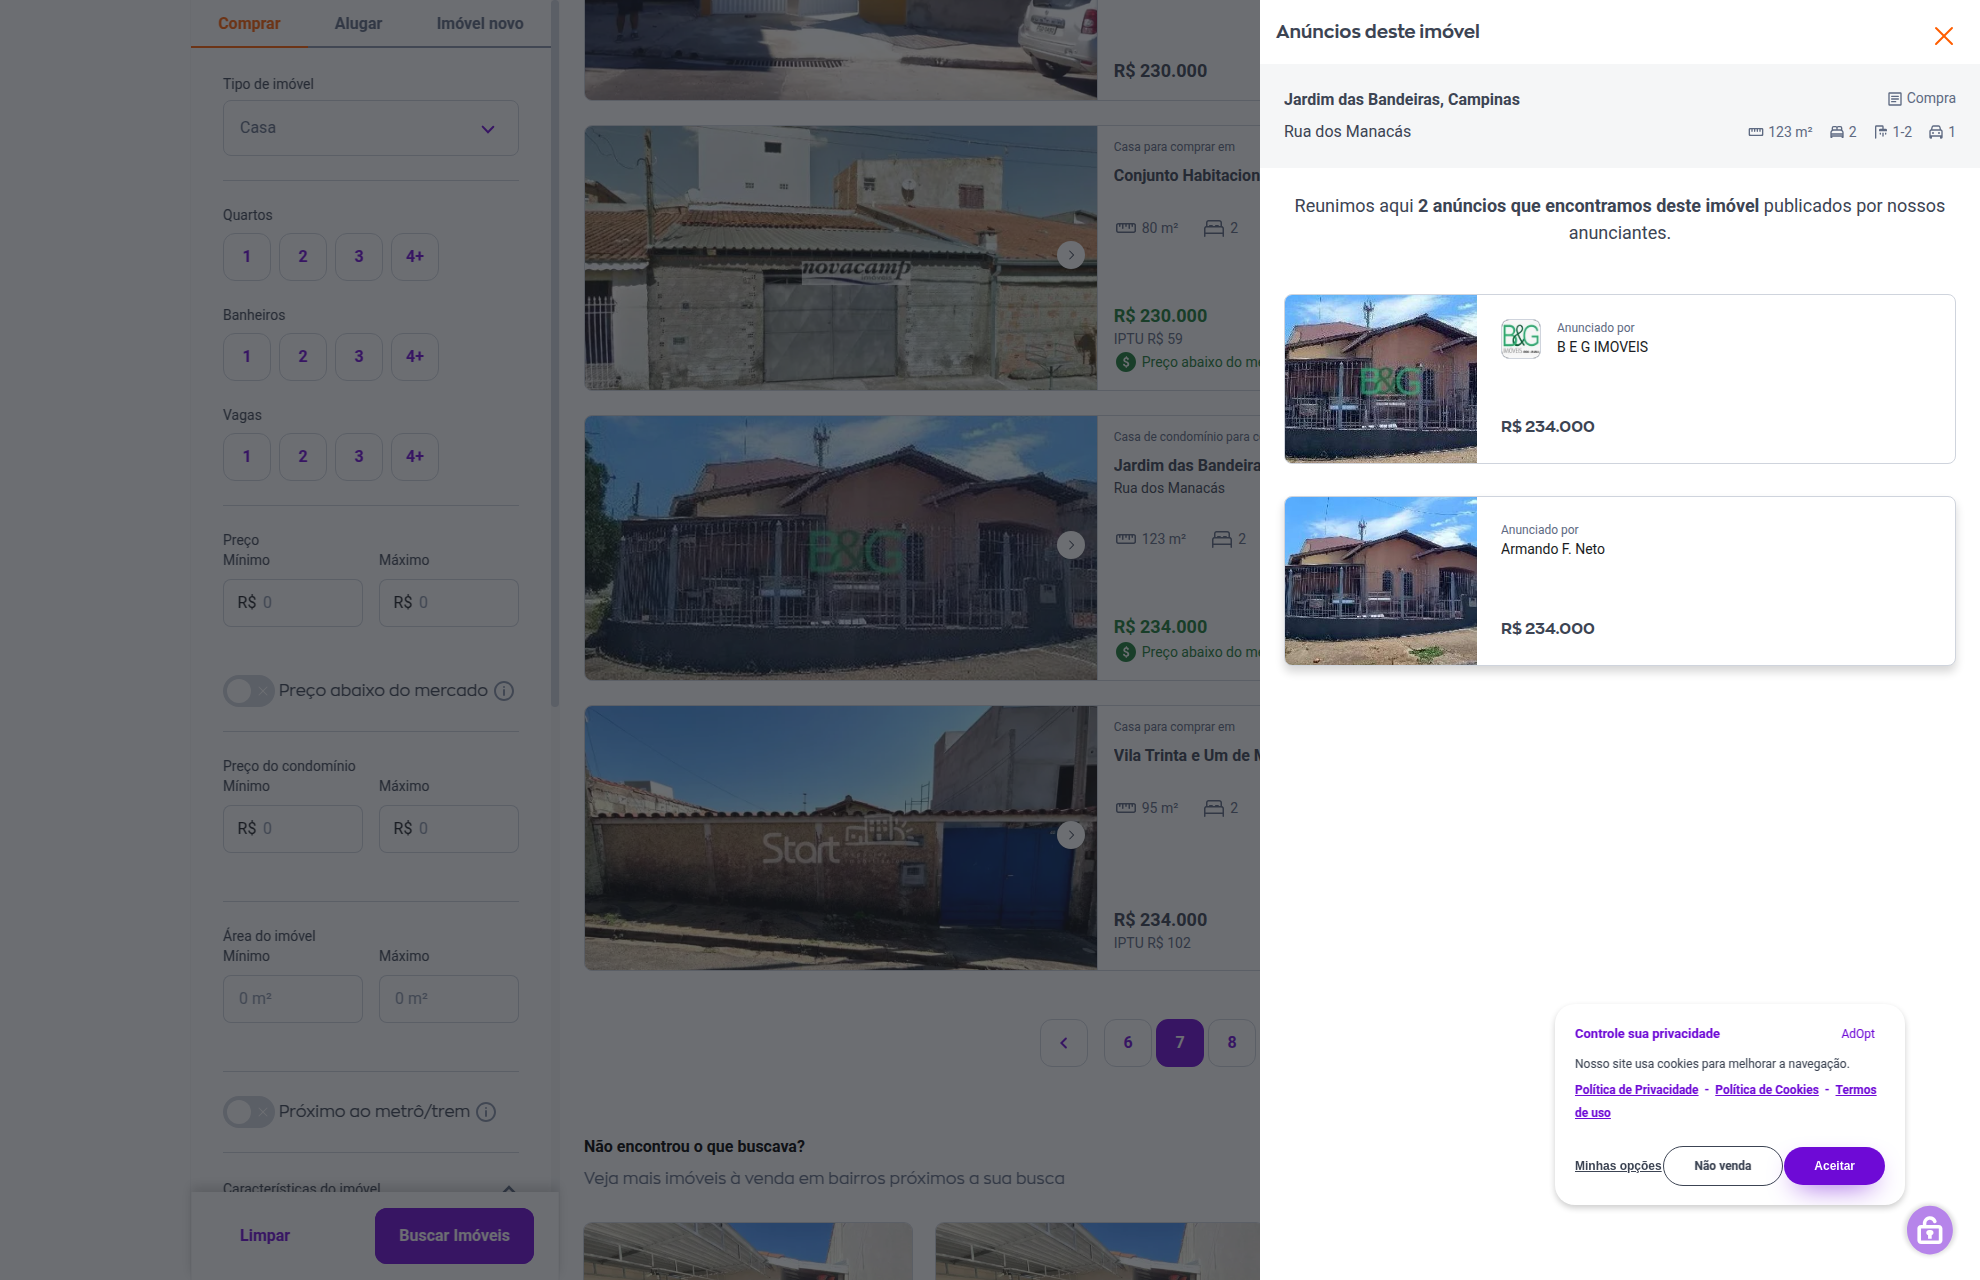 Comprar
Alugar
Imóvel novo
Tipo de imóvel
Casa
Quartos
1
2
3
4+
Banheiros
1
2
3
4+
Vagas
1
2
3
4+
Preço
Mínimo
Máximo
R$ 0
R$ 0
Preço abaixo do mercado
Preço do condomínio
Mínimo
Máximo
R$ 0
R$ 0
Área do imóvel
Mínimo
Máximo
0 m²
0 m²
Próximo ao metrô/trem
Características do imóvel
Limpar
Buscar Imóveis
R$ 230.000
novacamp
Casa para comprar em
Conjunto Habitacion
80 m²
2
R$ 230.000
IPTU R$ 59
Preço abaixo do me
B&G
Casa de condomínio para c
Jardim das Bandeira
Rua dos Manacás
123 m²
2
R$ 234.000
Preço abaixo do me
Start
Casa para comprar em
Vila Trinta e Um de M
95 m²
2
R$ 234.000
IPTU R$ 102
6
7
8
Não encontrou o que buscava?
Veja mais imóveis à venda em bairros próximos a sua busca
Anúncios deste imóvel
Jardim das Bandeiras, Campinas
Compra
Rua dos Manacás
123 m²
2
1-2
1
Reunimos aqui 2 anúncios que encontramos deste imóvel publicados por nossos
anunciantes.
B&G
B&G
Anunciado por
B E G IMOVEIS
R$ 234.000
Anunciado por
Armando F. Neto
R$ 234.000
Controle sua privacidade
AdOpt
Nosso site usa cookies para melhorar a navegação.
Política de Privacidade - Política de Cookies - Termos
de uso
Minhas opções
Não venda
Aceitar